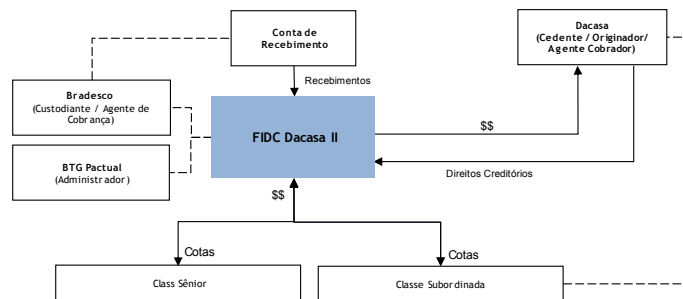 Conta de
Recebimento
Dacasa
(Cedente / Originador/
Agente Cobrador)
Recebimentos
Bradesco
(Custodiante / Agente de
Cobrança)
FIDC Dacasa II
$$
BTG Pactual
(Administrador)
Direitos Creditórios
$$
Cotas
Cotas
Class Sênior
Classe Subordinada